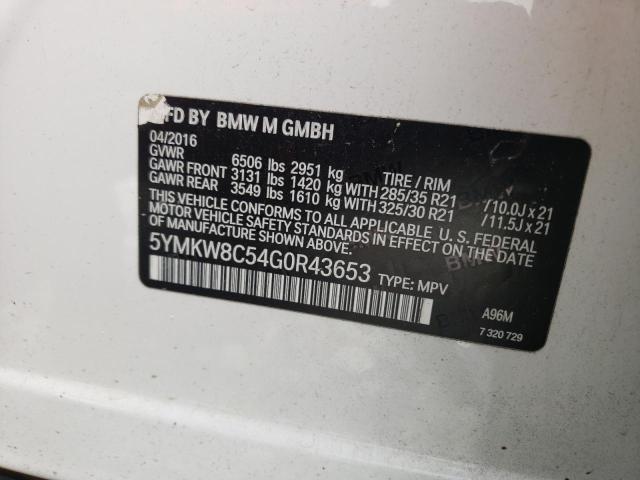 FD BY BMW M GMBH
04/2016
GVWR 6506 lbs 2951 kg TIRE / RIM
GAWR FRONT 3131 lbs 1420 kg WITH 285/35 R21 /10.0J x 21
GAWR REAR 3549 lbs 1610 kg WITH 325/30 R21 /11.5J x 21
THIS VEHICLE CONFORMS TO ALL APPLICABLE U.S. FEDERAL
MOTOR VEHICLE SAFETY STANDARDS IN EFFECT ON THE DATE OF
MANUFACTURE SHOWN ABOVE.
5YMKW8C54G0R43653 TYPE: MPV
A96M
7 320 729